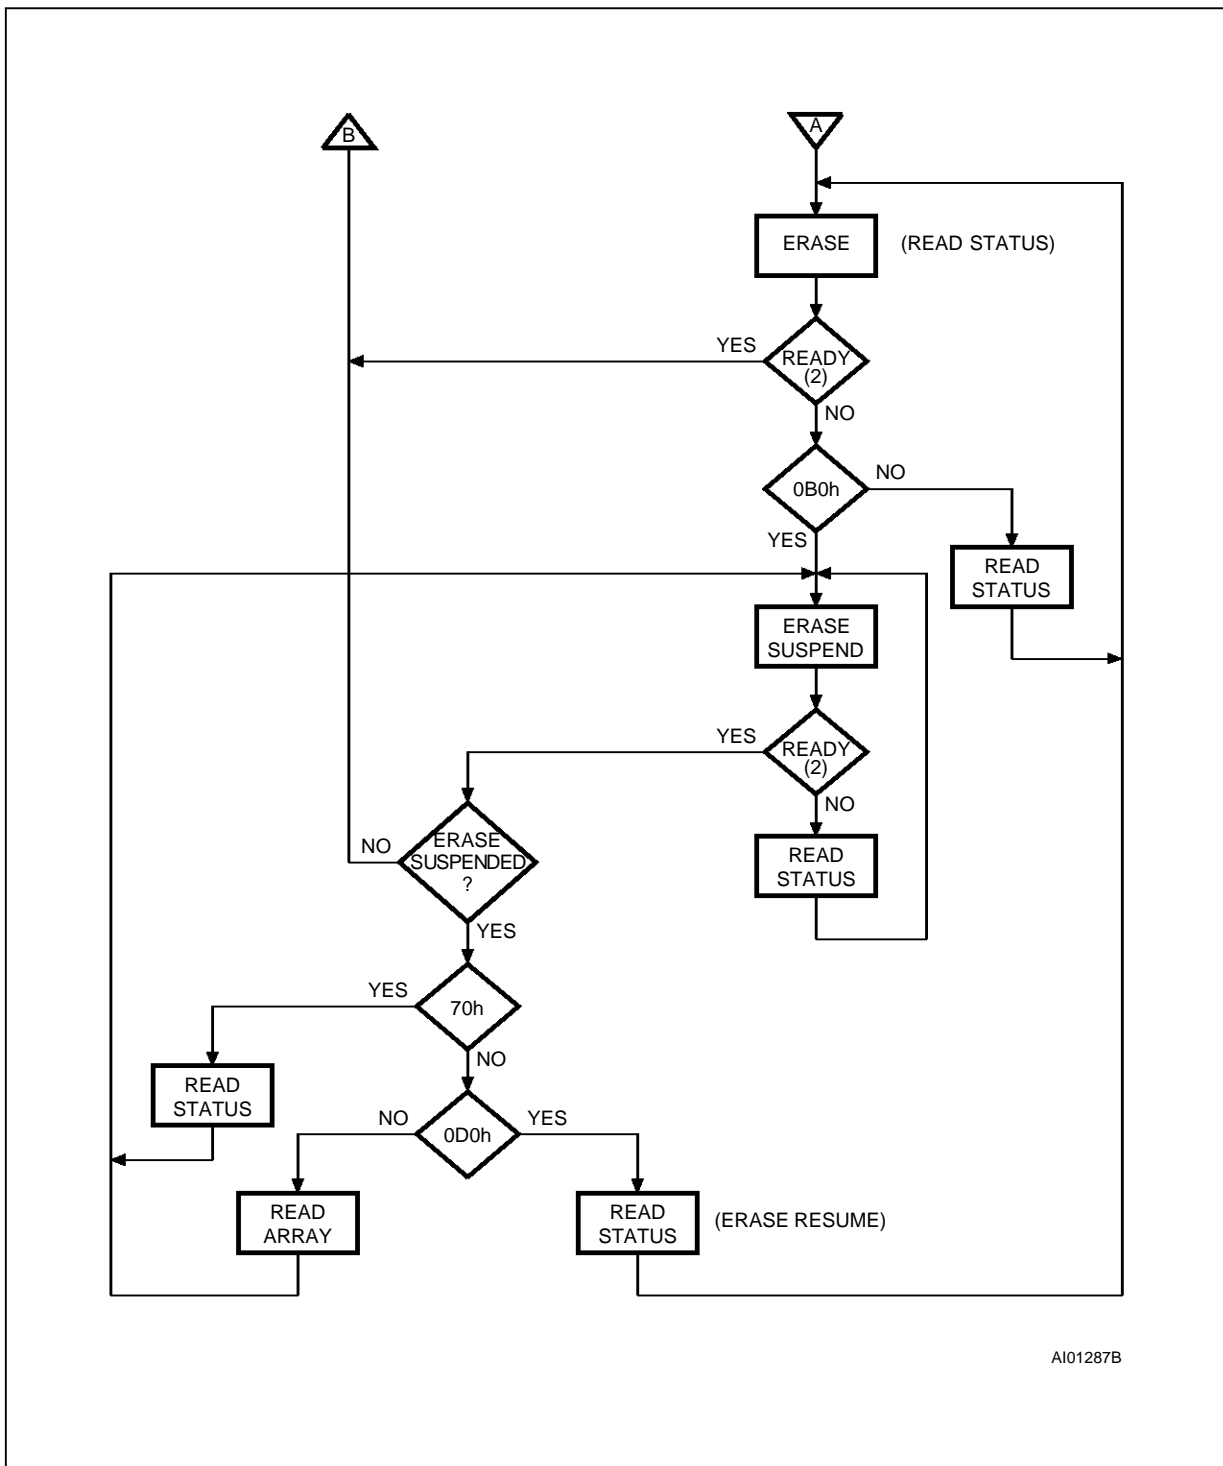 B
A
ERASE
(READ STATUS)
YES
READY
(2)
NO
0B0h
NO
YES
READ
STATUS
ERASE
SUSPEND
YES
READY
(2)
NO
NO
ERASE
SUSPENDED
?
READ
STATUS
YES
YES
70h
NO
READ
STATUS
NO
0D0h
YES
READ
ARRAY
READ
STATUS
(ERASE RESUME)
AI01287B